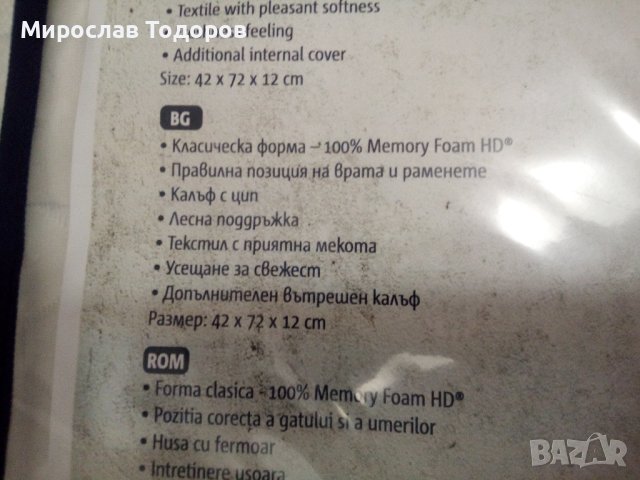 • Textile with pleasant softness
Мирослав Тодоров feeling
• Additional internal cover
Size: 42 x 72 x 12 cm
BG
• Класическа форма – 100% Memory Foam HD®
• Правилна позиция на врата и раменете
• Калъф с цип
• Лесна поддръжка
• Текстил с приятна мекота
• Усещане за свежест
• Допълнителен вътрешен калъф
Размер: 42 x 72 x 12 cm
ROM
• Forma clasica - 100% Memory Foam HD®
• Pozitia corecta a gatului si a umerilor
• Husa cu fermoar
• Intretinere usoara
BAZAR